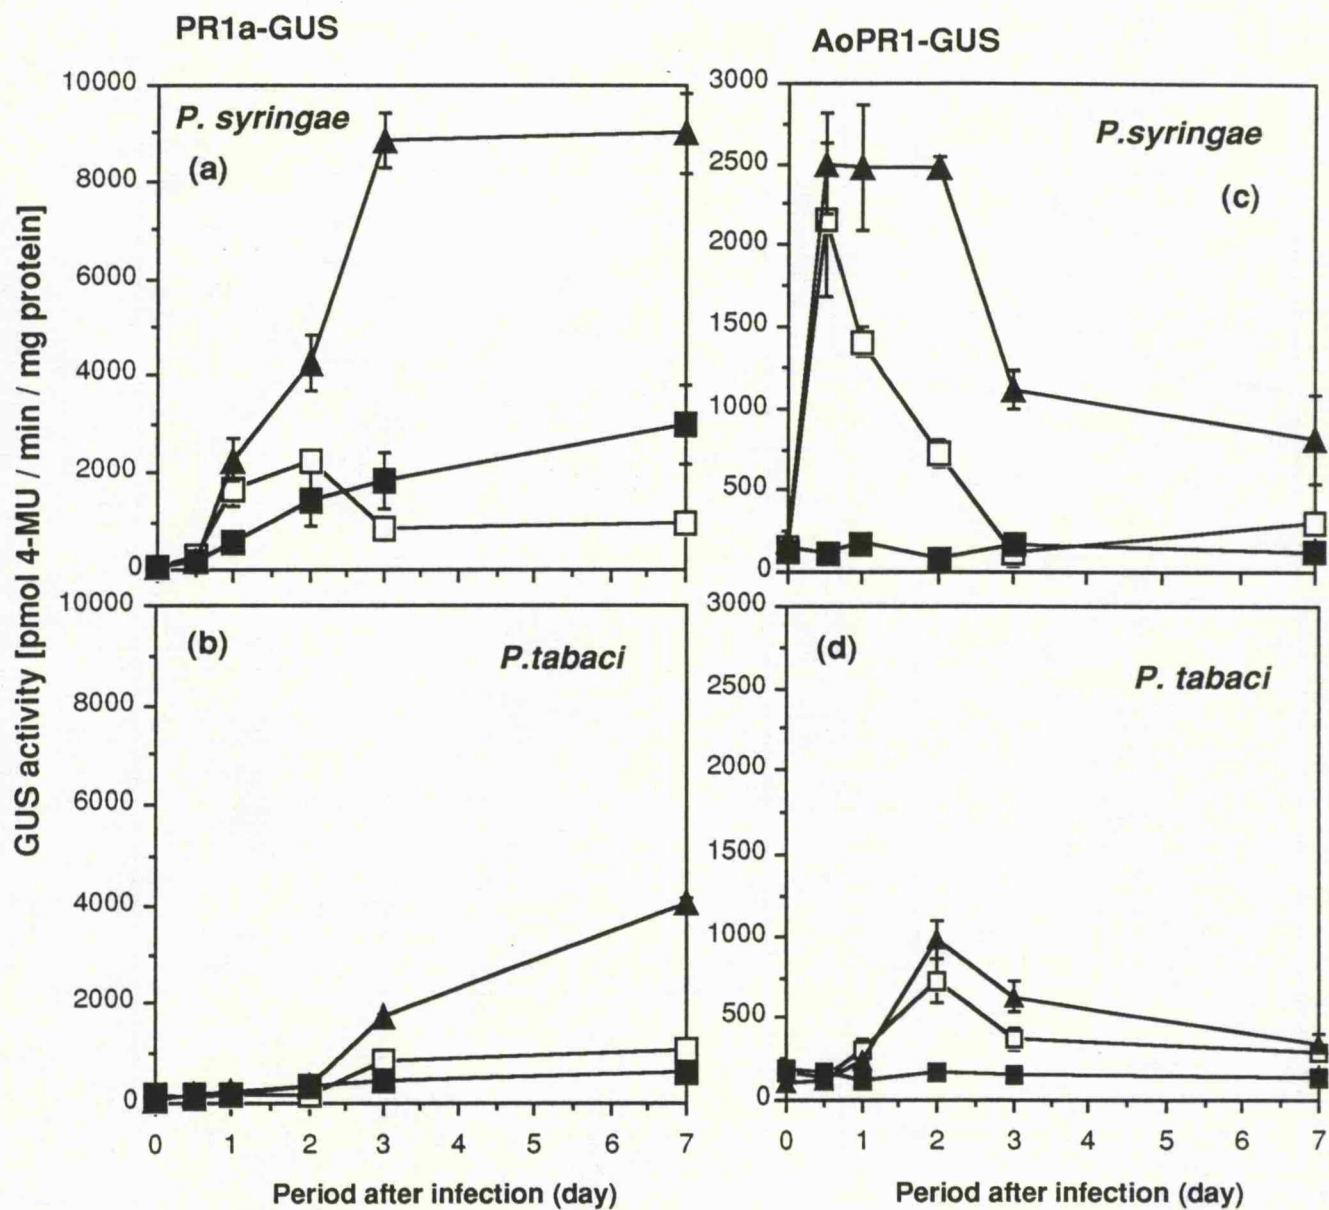 PR1a-GUS
AoPR1-GUS
GUS activity [pmol 4-MU / min / mg protein]
10000
8000
6000
4000
2000
0
P. syringae
(a)
3000
2500
2000
1500
1000
500
0
P.syringae
(c)
10000
8000
6000
4000
2000
0
(b)
P.tabaci
0 1 2 3 4 5 6 7
Period after infection (day)
3000
2500
2000
1500
1000
500
0
(d)
P. tabaci
0 1 2 3 4 5 6 7
Period after infection (day)